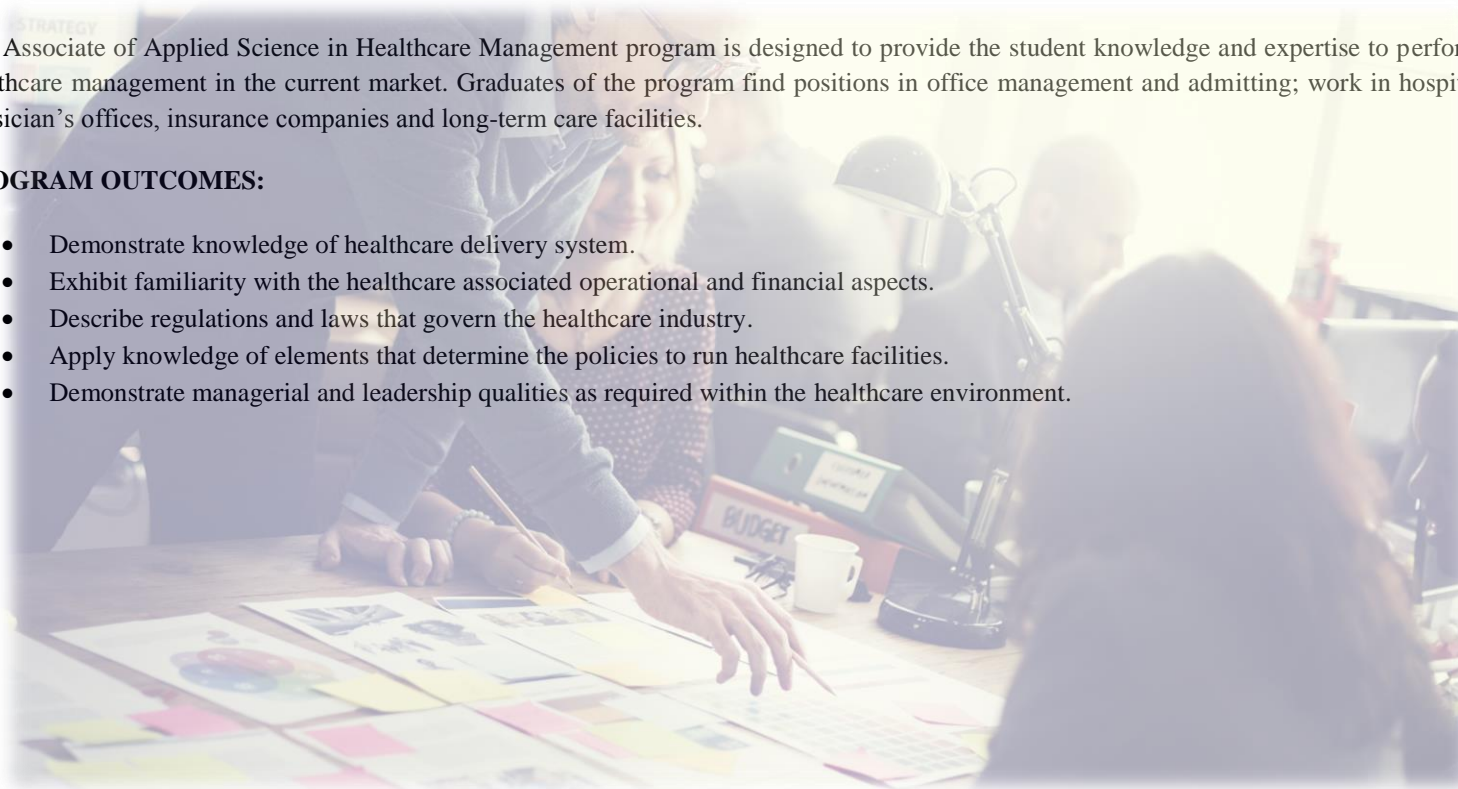 STRATEGY
Associate of Applied Science in Healthcare Management program is designed to provide the student knowledge and expertise to perfor
thcare management in the current market. Graduates of the program find positions in office management and admitting; work in hospit
sician’s offices, insurance companies and long-term care facilities.
OGRAM OUTCOMES:
• Demonstrate knowledge of healthcare delivery system.
• Exhibit familiarity with the healthcare associated operational and financial aspects.
• Describe regulations and laws that govern the healthcare industry.
• Apply knowledge of elements that determine the policies to run healthcare facilities.
• Demonstrate managerial and leadership qualities as required within the healthcare environment.
BUDGET